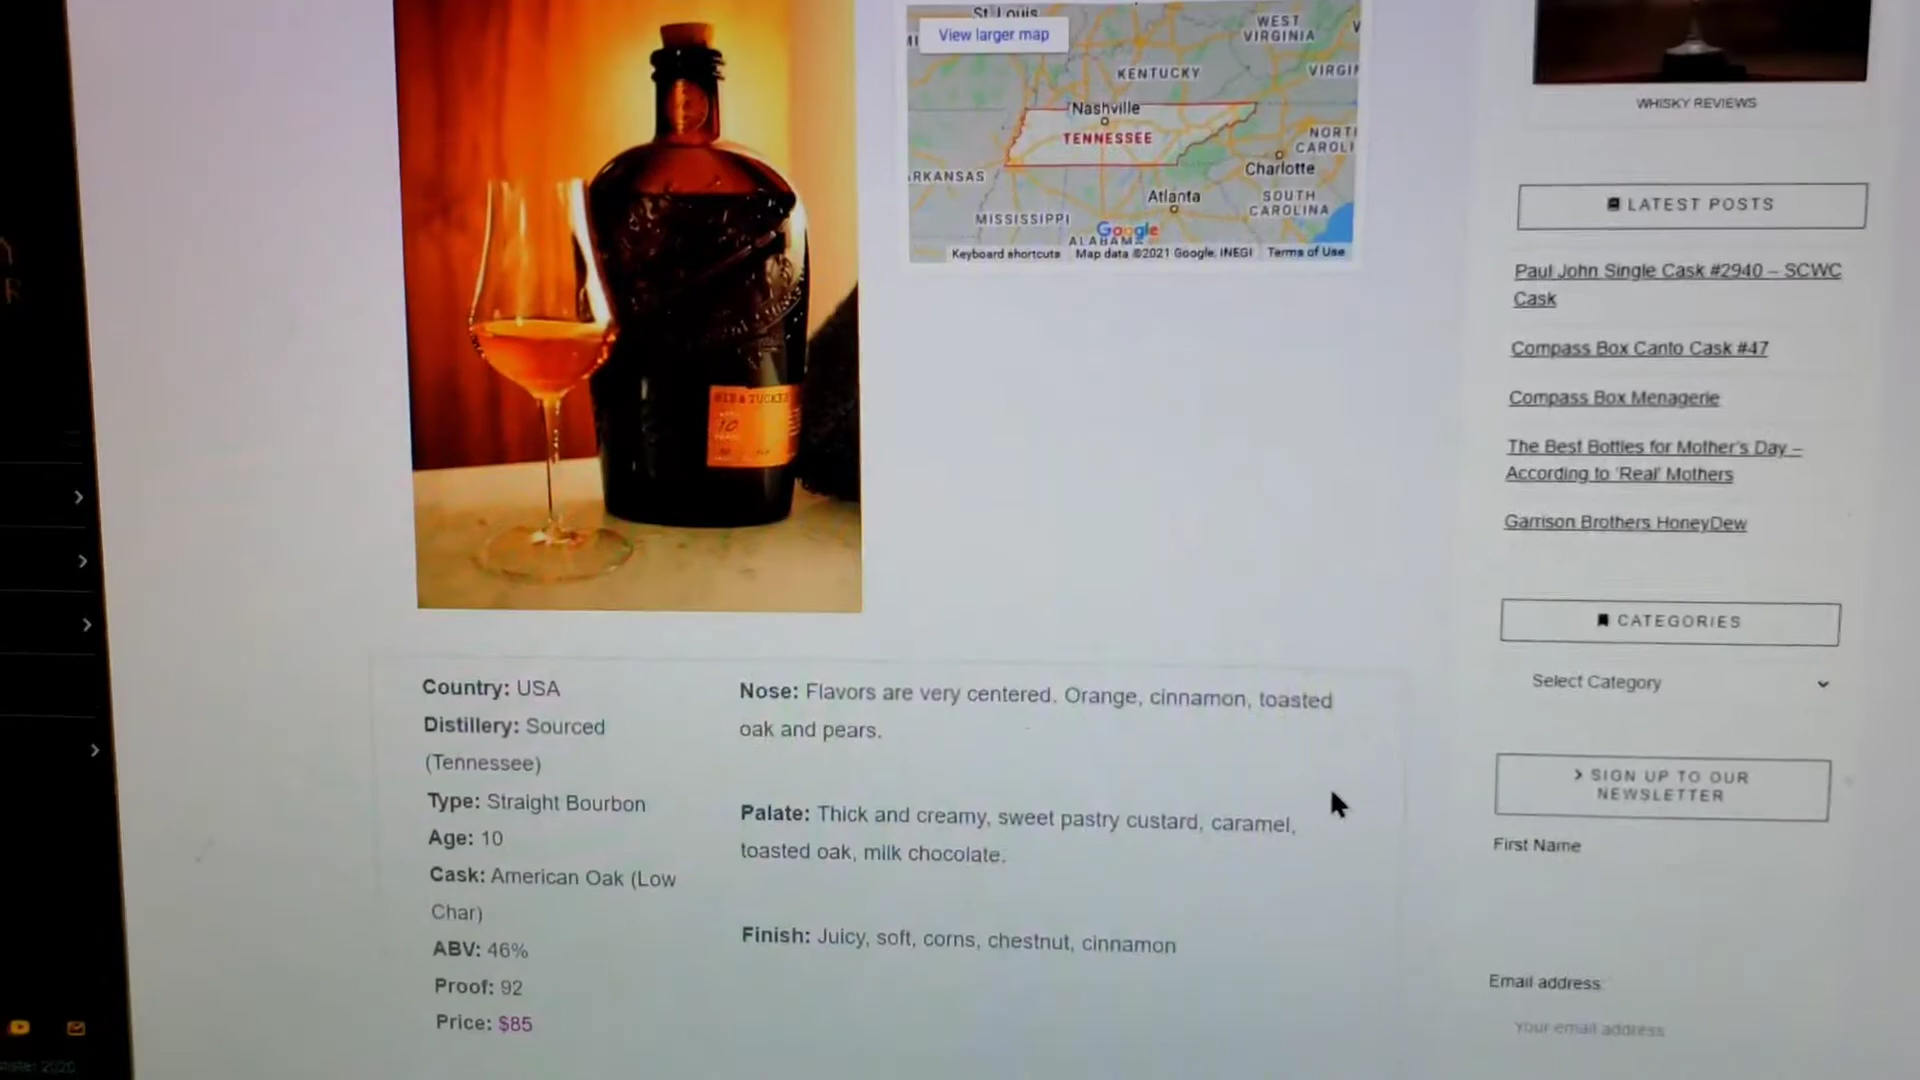 St Louis
View larger map
WEST
VIRGINIA
KENTUCKY
VIRGI
Nashville
TENNESSEE
NORT
CAROLI
Charlotte
RKANSAS
Atlanta
SOUTH
CAROLINA
MISSISSIPPI
Google
ALABAMA
Keyboard shortcuts
Map data ©2021 Google, INEGI
Terms of Use
10
WHISKY REVIEWS
LATEST POSTS
Paul John Single Cask #2940 – SCWC
Cask
Compass Box Canto Cask #47
Compass Box Menagerie
The Best Bottles for Mother's Day –
According to 'Real' Mothers
Garrison Brothers HoneyDew
CATEGORIES
Select Category
SIGN UP TO OUR
NEWSLETTER
First Name
Email address
Your email address
Country: USA
Distillery: Sourced
(Tennessee)
Type: Straight Bourbon
Age: 10
Cask: American Oak (Low
Char)
ABV: 46%
Proof: 92
Price: $85
Nose: Flavors are very centered. Orange, cinnamon, toasted
oak and pears.
Palate: Thick and creamy, sweet pastry custard, caramel,
toasted oak, milk chocolate.
Finish: Juicy, soft, corns, chestnut, cinnamon
2020